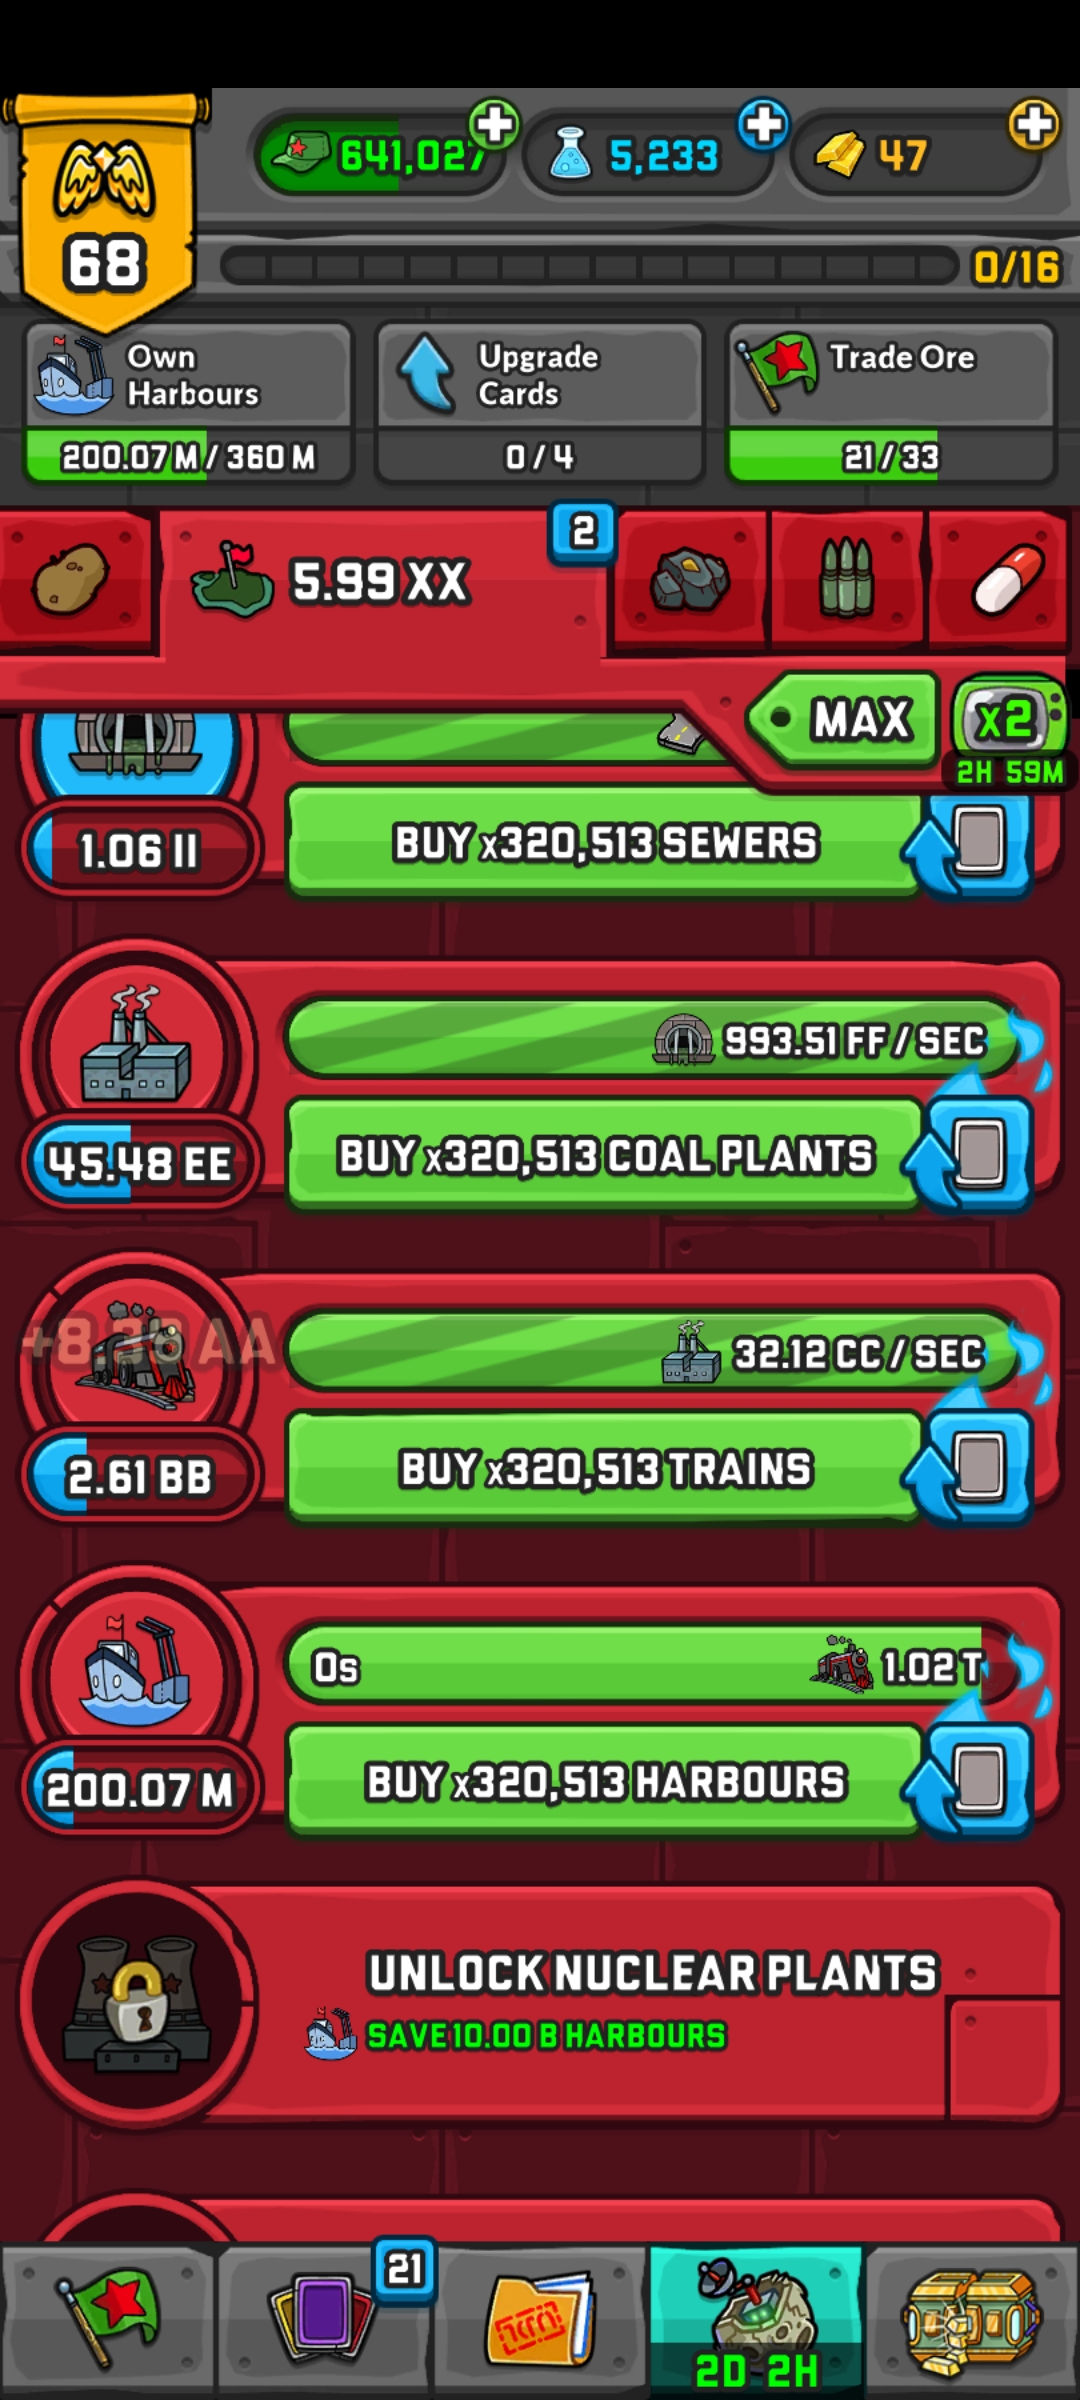 641,027
5,233
47
68
0/16
Own
Harbours
Upgrade
Cards
Trade Ore
200.07 M / 360 M
0 / 4
21 / 33
2
5.99 XX
MAX
x2
2H 59M
1.06 II
BUY x320,513 SEWERS
993.51 FF / SEC
45.48 EE
BUY x320,513 COAL PLANTS
32.12 CC / SEC
2.61 BB
BUY x320,513 TRAINS
0s
1.02 T
200.07 M
BUY x320,513 HARBOURS
UNLOCK NUCLEAR PLANTS
SAVE 10.00 B HARBOURS
21
2D 2H